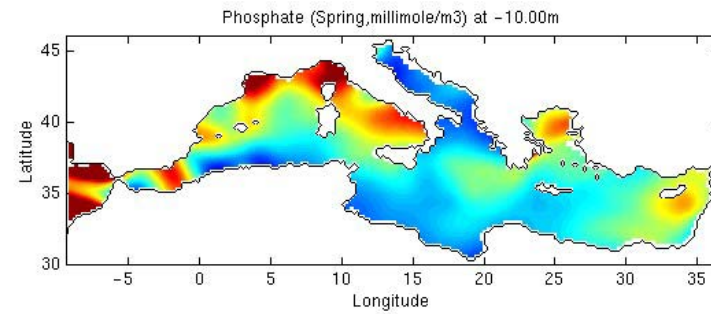 Phosphate (Spring,millimole/m3) at −10.00m
45
40
35
30
Latitude
−5 0 5 10 15 20 25 30 35
Longitude